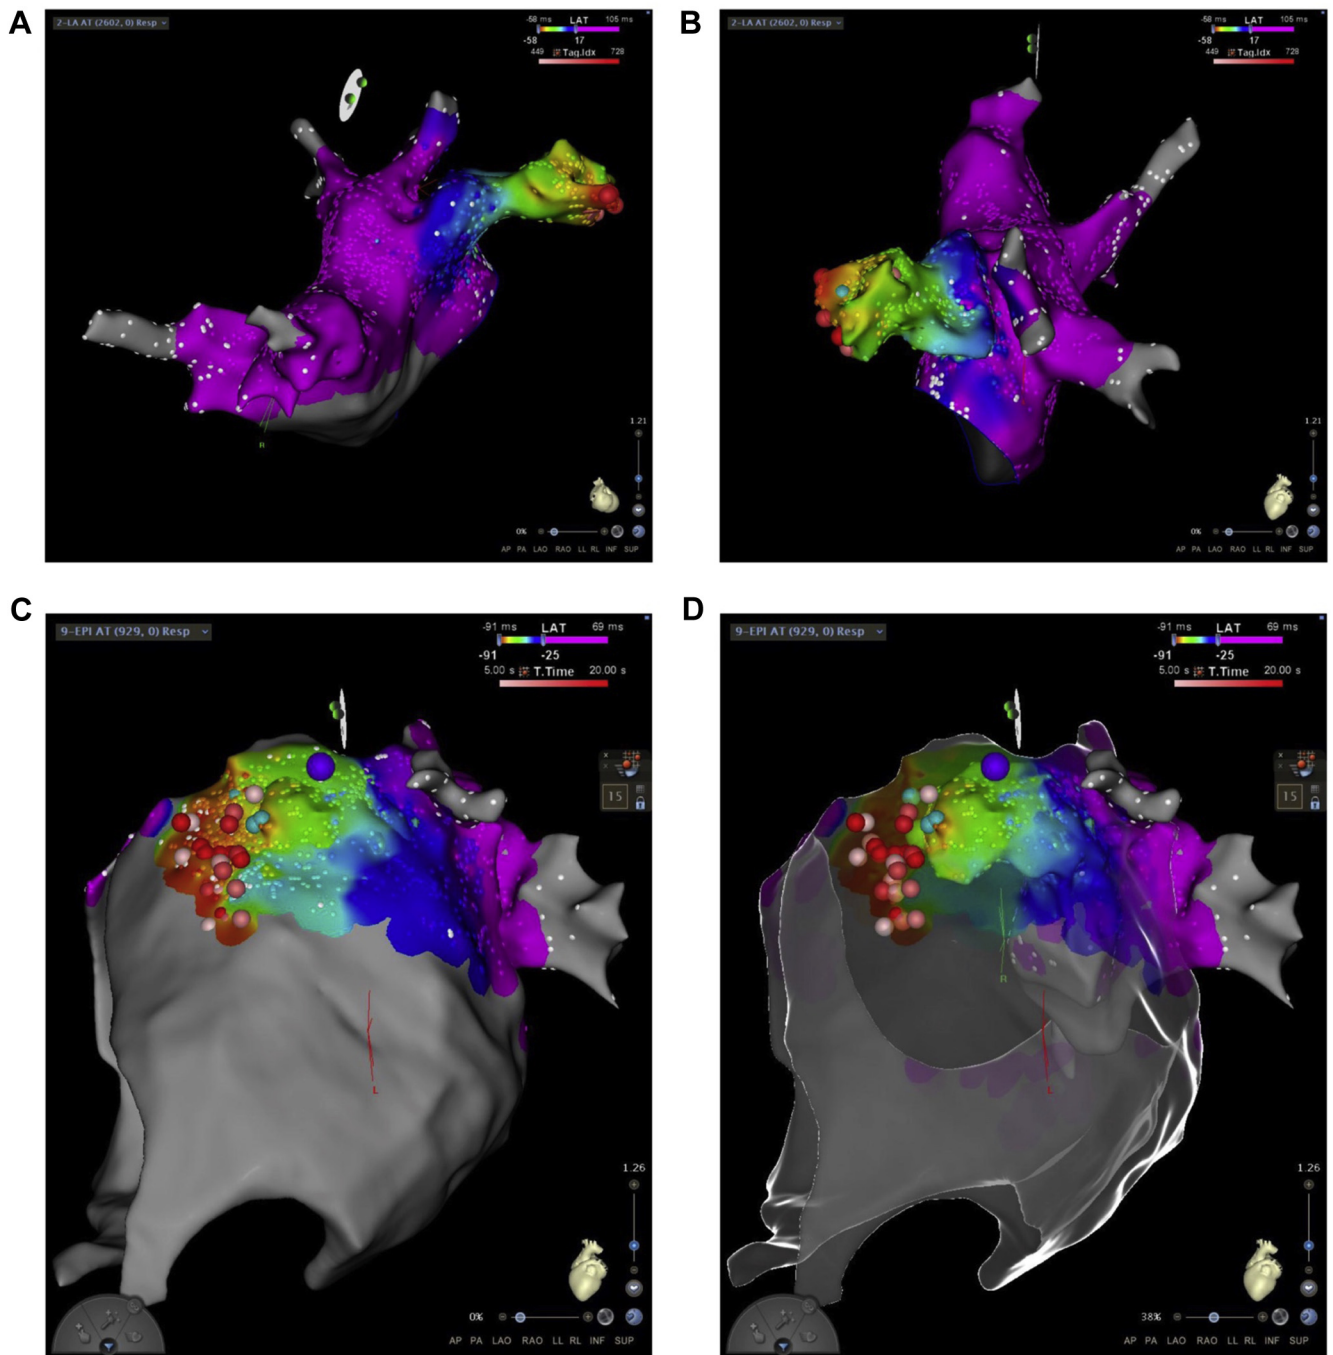 A
2-LA AT (2602, 0) Resp
-58 ms LAT 105 ms
-58 17
449 Tag.Idx 728
R
1.21
0%
AP PA LAO RAO LL RL INF SUP
B
2-LA AT (2602, 0) Resp
-58 ms LAT 105 ms
-58 17
449 Tag.Idx 728
1.21
0%
AP PA LAO RAO LL RL INF SUP
C
9-EPI AT (929, 0) Resp
-91 ms LAT 69 ms
-91 -25
5.00 s T.Time 20.00 s
15
L
1.26
0%
AP PA LAO RAO LL RL INF SUP
D
9-EPI AT (929, 0) Resp
-91 ms LAT 69 ms
-91 -25
5.00 s T.Time 20.00 s
15
R
L
1.26
38%
AP PA LAO RAO LL RL INF SUP